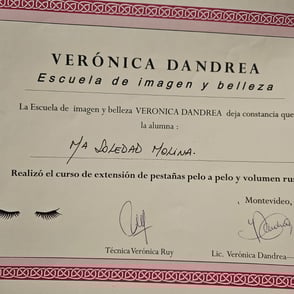 VERÓNICA DANDREA
Escuela de imagen y belleza
La Escuela de imagen y belleza VERONICA DANDREA deja constancia que
la alumna :
MA SOLEDAD MOLINA.
Realizó el curso de extensión de pestañas pelo a pelo y volumen
, Montevideo,
Técnica Verónica Ruy Lic. Verónica Dandrea